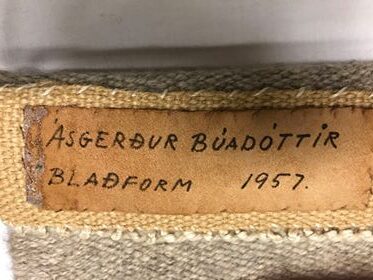 ÁSGERÐUR BÚADÓTTIR
BLAÐFORM 1957.